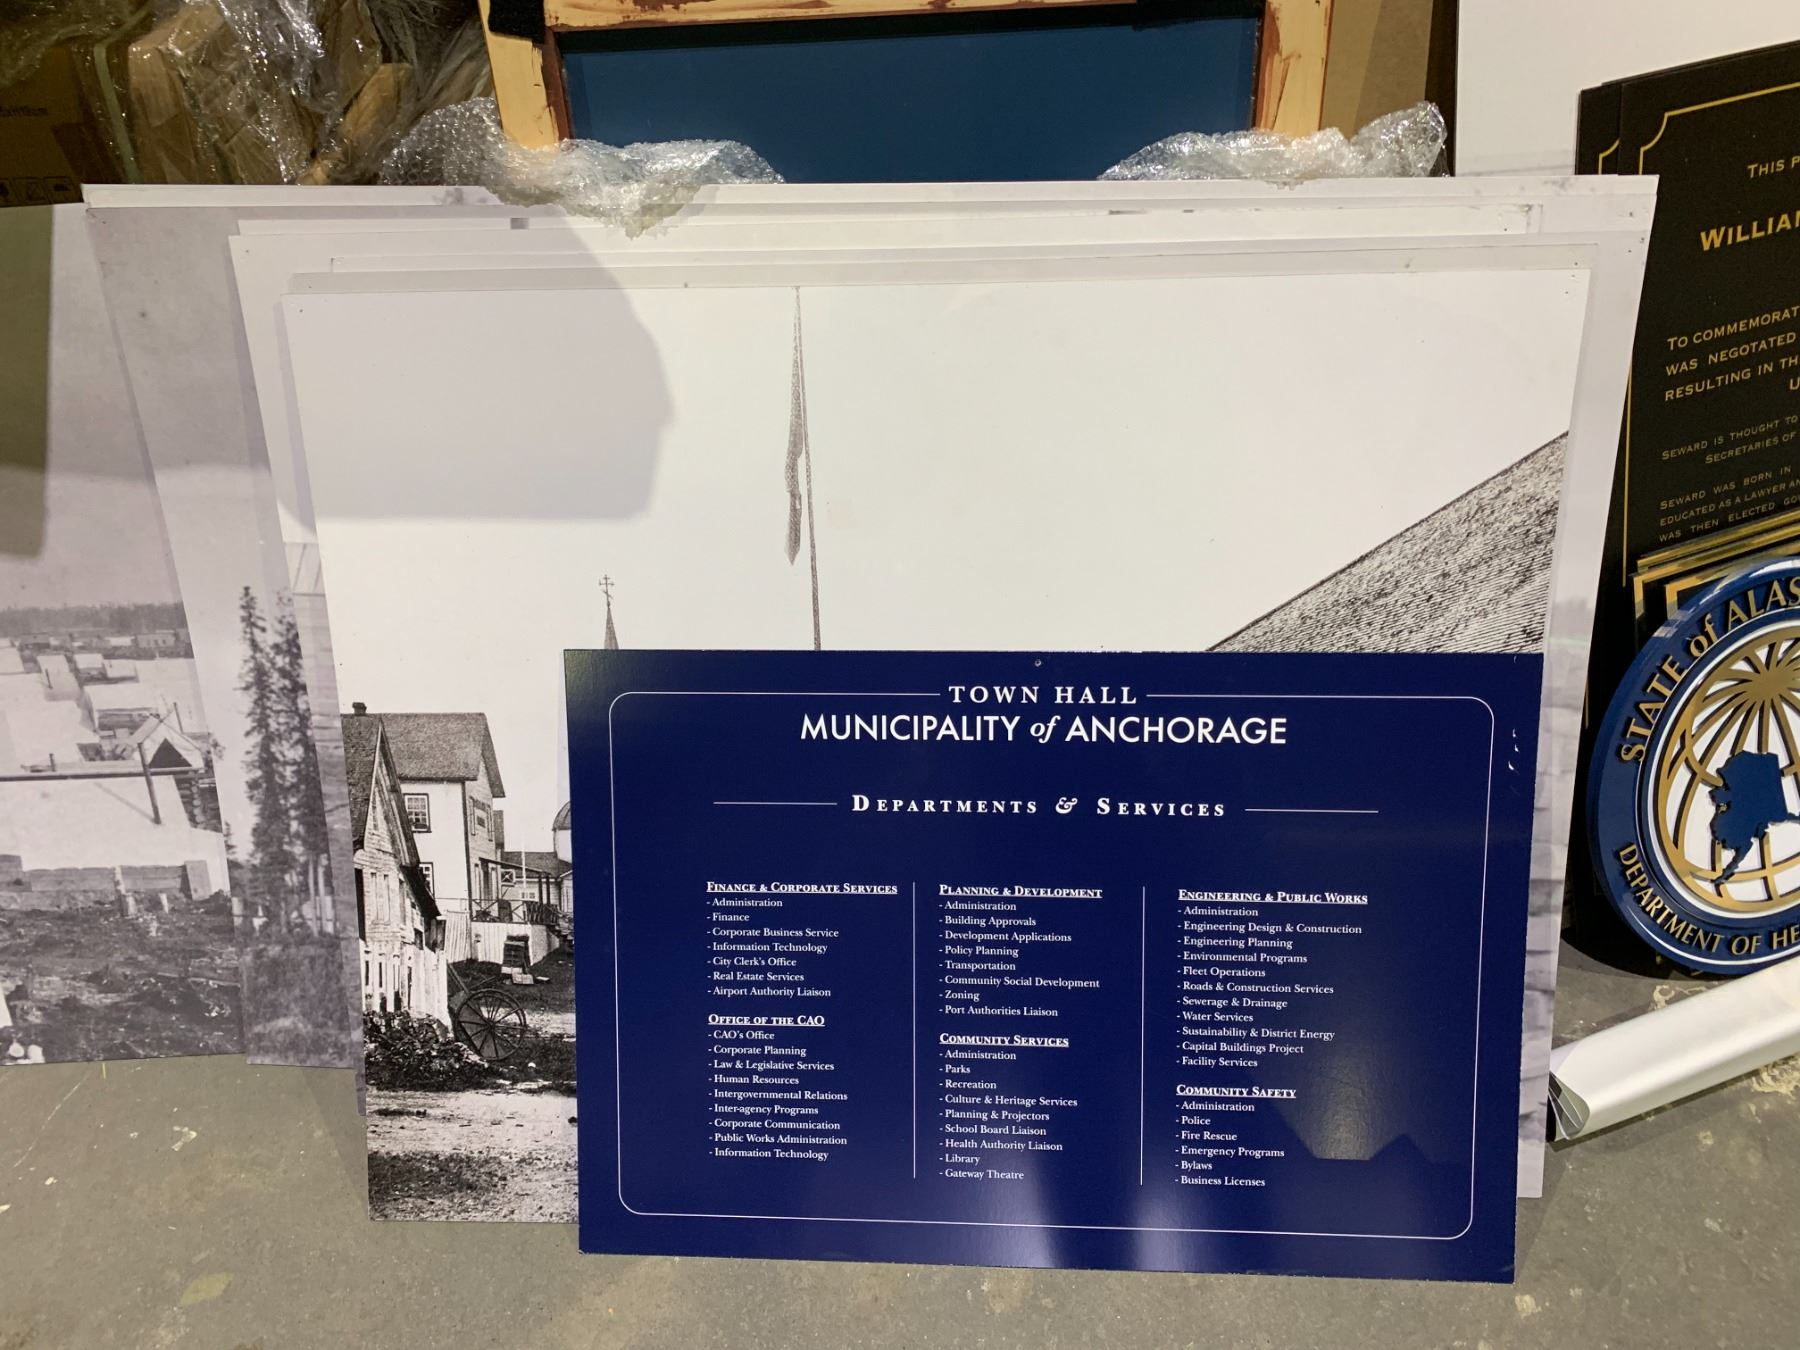 TOWN HALL
MUNICIPALITY of ANCHORAGE
DEPARTMENTS & SERVICES
FINANCE & CORPORATE SERVICES
- Administration
- Finance
- Corporate Business Service
- Information Technology
- City Clerk's Office
- Real Estate Services
- Airport Authority Liaison
OFFICE OF THE CAO
- CAO's Office
- Corporate Planning
- Law & Legislative Services
- Human Resources
- Intergovernmental Relations
- Inter-agency Programs
- Corporate Communication
- Public Works Administration
- Information Technology
PLANNING & DEVELOPMENT
- Administration
- Building Approvals
- Development Applications
- Policy Planning
- Transportation
- Community Social Development
- Zoning
- Port Authorities Liaison
COMMUNITY SERVICES
- Administration
- Parks
- Recreation
- Culture & Heritage Services
- Planning & Projectors
- School Board Liaison
- Health Authority Liaison
- Library
- Gateway Theatre
ENGINEERING & PUBLIC WORKS
- Administration
- Engineering Design & Construction
- Engineering Planning
- Environmental Programs
- Fleet Operations
- Roads & Construction Services
- Sewerage & Drainage
- Water Services
- Sustainability & District Energy
- Capital Buildings Project
- Facility Services
COMMUNITY SAFETY
- Administration
- Police
- Fire Rescue
- Emergency Programs
- Bylaws
- Business Licenses
THIS P
WILLIA
TO COMMEMORAT
WAS NEGOTATED
RESULTING IN TH
U
SEWARD IS THOUGHT TO
SECRETARIES OF
SEWARD WAS BORN IN
EDUCATED AS A LAWYER AN
WAS THEN ELECTED GO
STATE of ALAS
DEPARTMENT OF HE